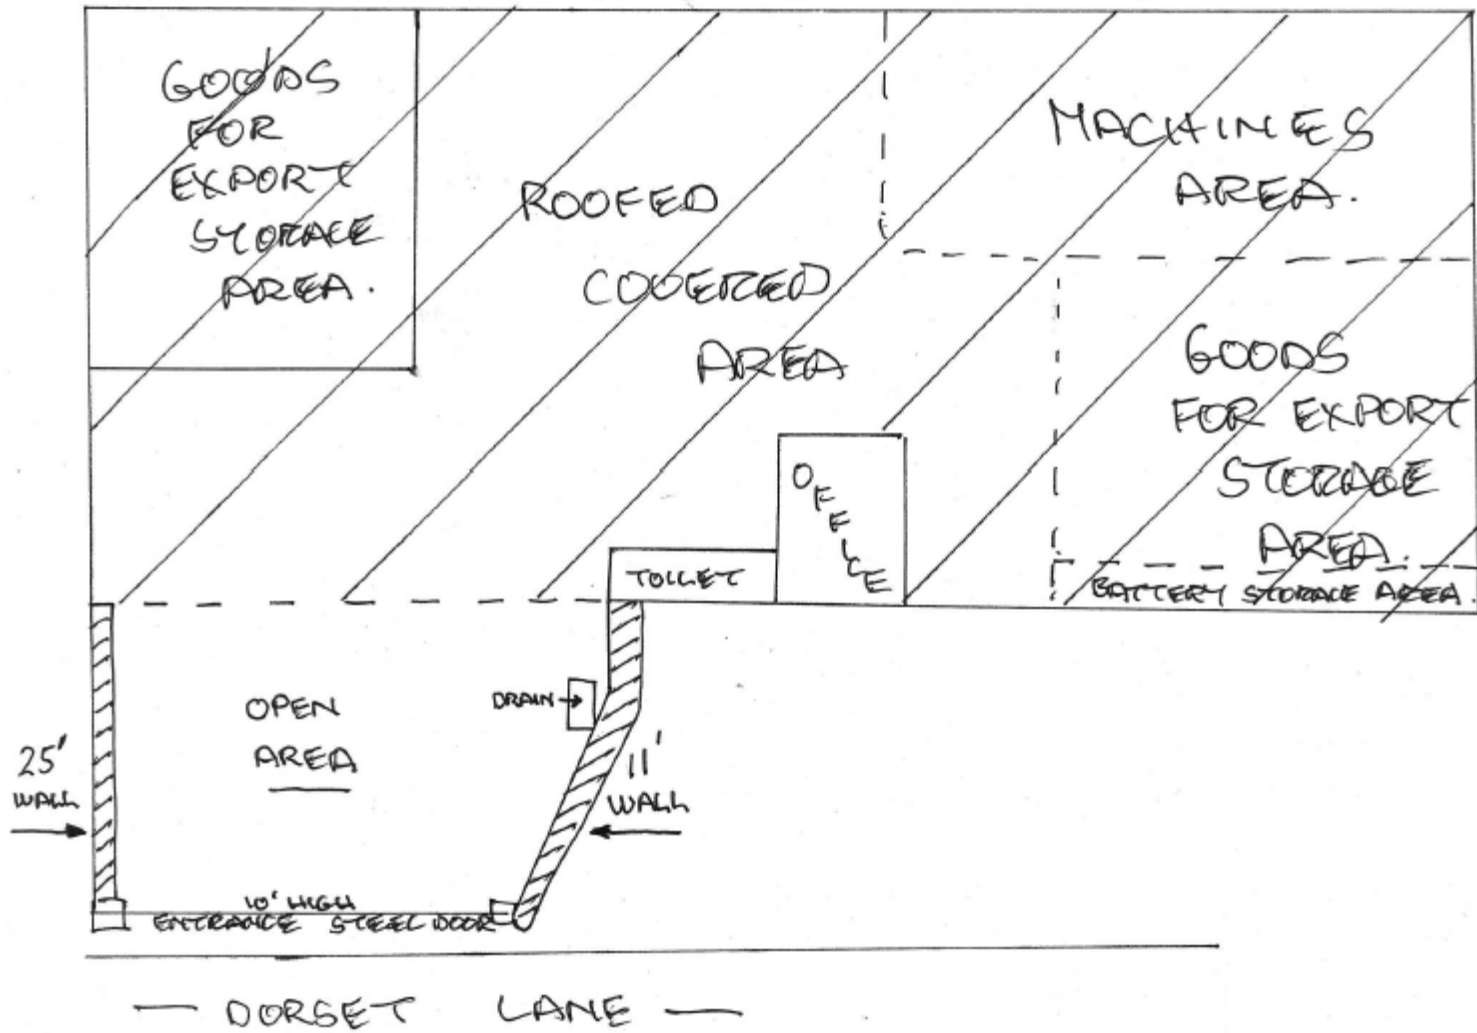 GOODS
FOR
EXPORT
STORAGE
AREA.
ROOFED
COVERED
AREA
MACHINES
AREA.
GOODS
FOR EXPORT
STORAGE
AREA.
BATTERY STORAGE AREA.
OFFICE
TOILET
OPEN
AREA
DRAIN
25'
WALL
11'
WALL
10' HIGH
ENTRANCE STEEL DOOR
— DORSET LANE —